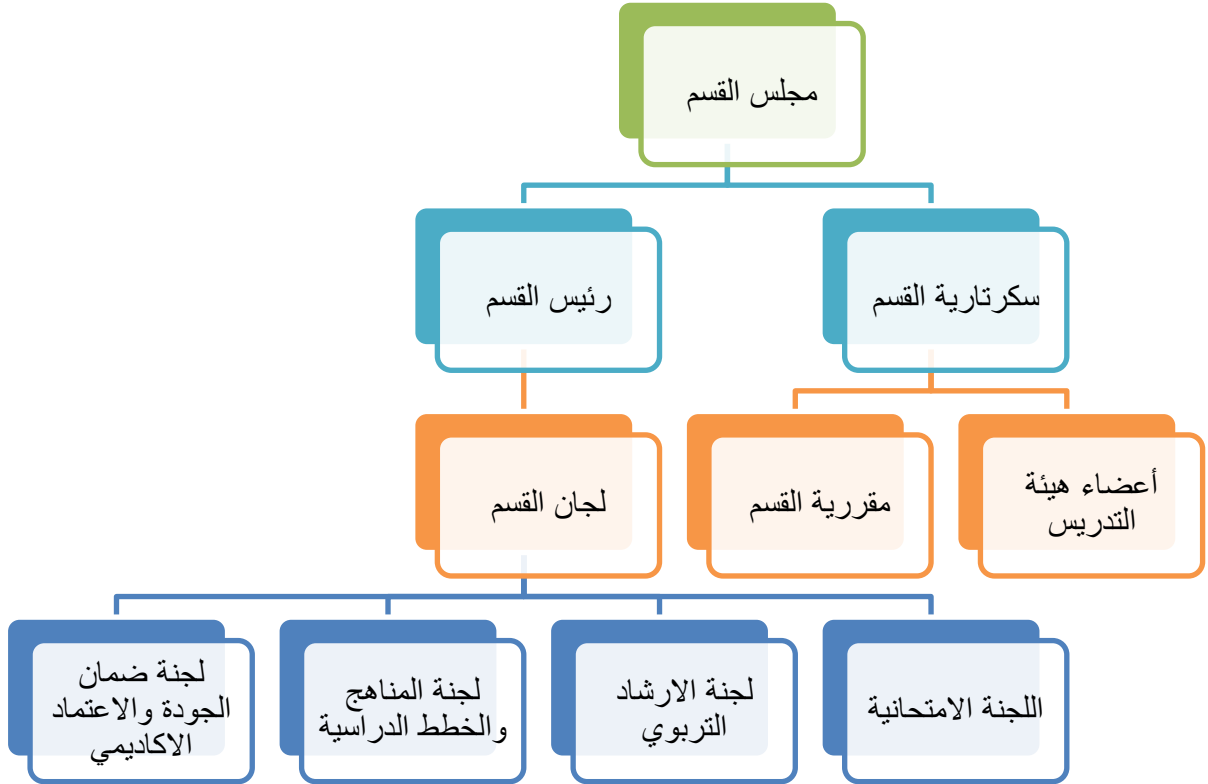 مجلس القسم
سكرتارية القسم
رئيس القسم
أعضاء هيئة
التدريس
مقررية القسم
لجان القسم
اللجنة الامتحانية
لجنة الارشاد
التربوي
لجنة المناهج
والخطط الدراسية
لجنة ضمان
الجودة والاعتماد
الاكاديمي